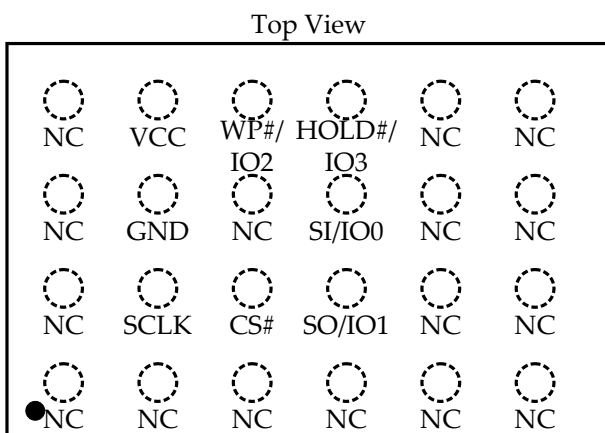 Top View
NC VCC WP#/ HOLD#/ NC NC
IO2 IO3
NC GND NC SI/IO0 NC NC
NC SCLK CS# SO/IO1 NC NC
NC NC NC NC NC NC